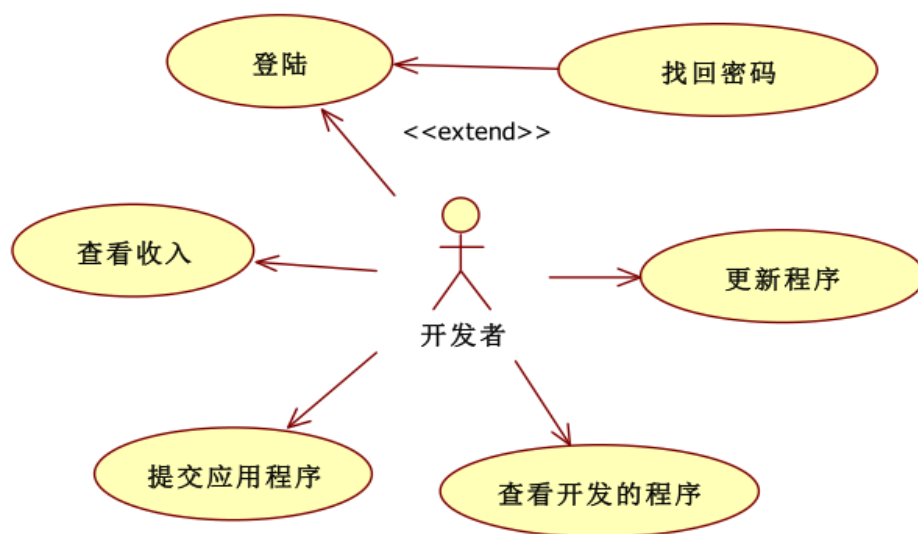 登陆
找回密码
<<extend>>
查看收入
更新程序
开发者
提交应用程序
查看开发的程序